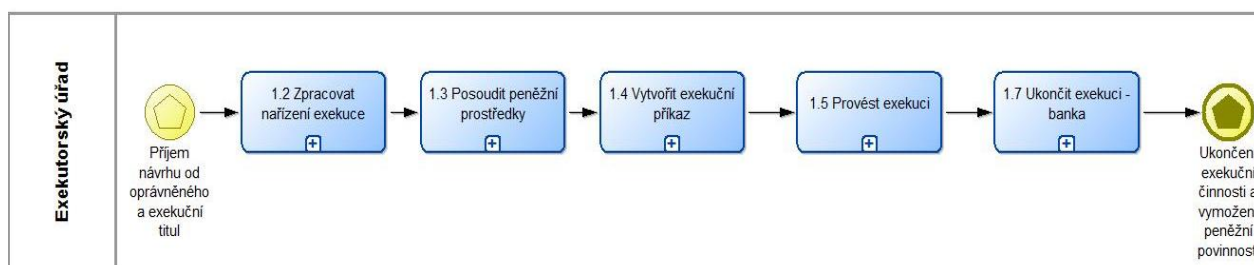 Exekutorský úřad
Příjem
návrhu od
oprávněného
a exekuční
titul
1.2 Zpracovat
nařízení exekuce
1.3 Posoudit peněžní
prostředky
1.4 Vytvořit exekuční
příkaz
1.5 Provést exekuci
1.7 Ukončit exekuci -
banka
Ukončen
exekuční
činnosti a
vymožen
peněžní
povinnost